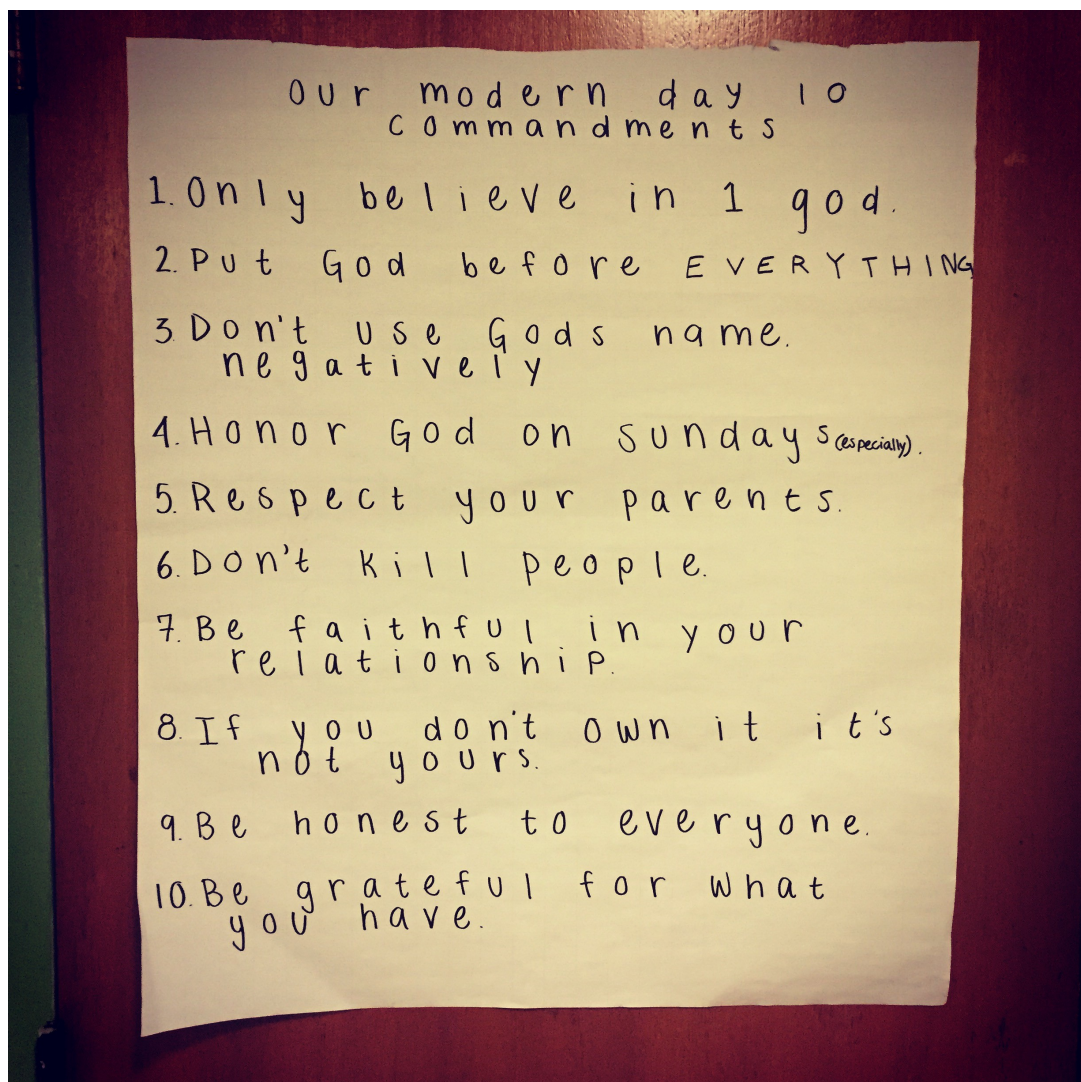 Our modern day 10
commandments
1. Only believe in 1 god.
2. Put God before EVERYTHING
3. Don't use Gods name.
negatively
4. Honor God on sundays (especially).
5. Respect your parents.
6. Don't kill people.
7. Be faithful in your
relationship.
8. If you don't own it it's
not yours.
9. Be honest to everyone.
10. Be grateful for what
you have.